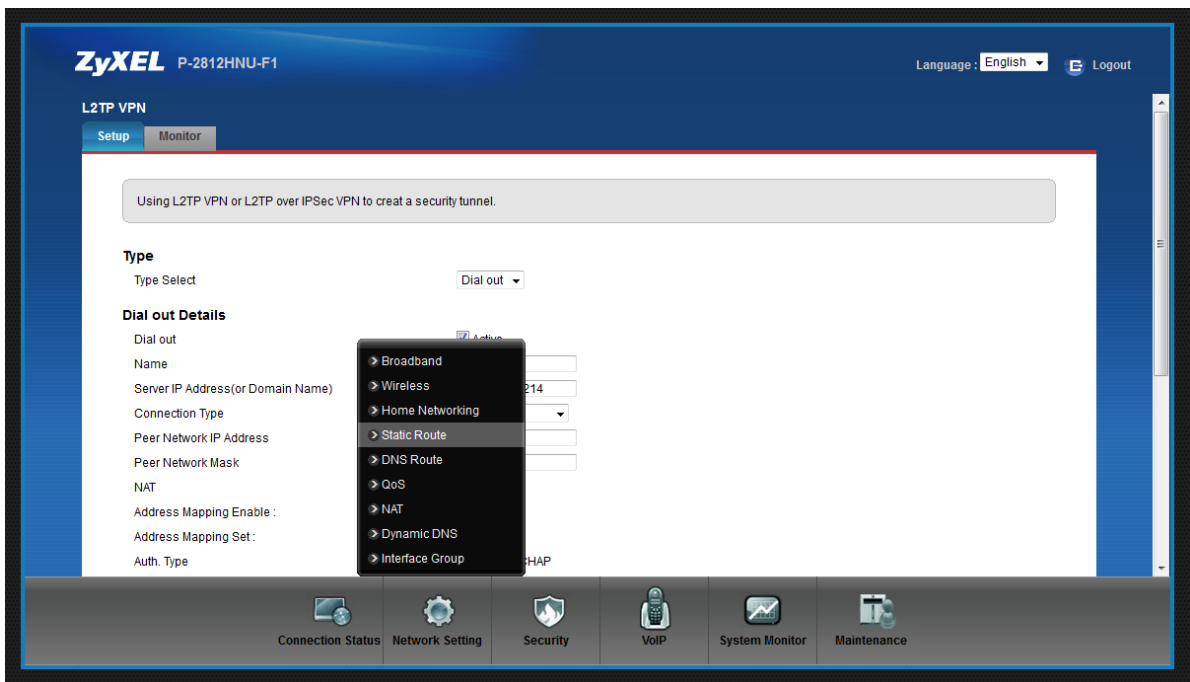 ZyXEL P-2812HNU-F1
Language : English
Logout
L2TP VPN
Setup Monitor
Using L2TP VPN or L2TP over IPSec VPN to creat a security tunnel.
Type
Type Select Dial out
Dial out Details
Dial out Active
Name
Server IP Address(or Domain Name) 214
Connection Type
Peer Network IP Address
Peer Network Mask
NAT
Address Mapping Enable :
Address Mapping Set :
Auth. Type CHAP
Broadband
Wireless
Home Networking
Static Route
DNS Route
QoS
NAT
Dynamic DNS
Interface Group
Connection Status Network Setting Security VoIP System Monitor Maintenance